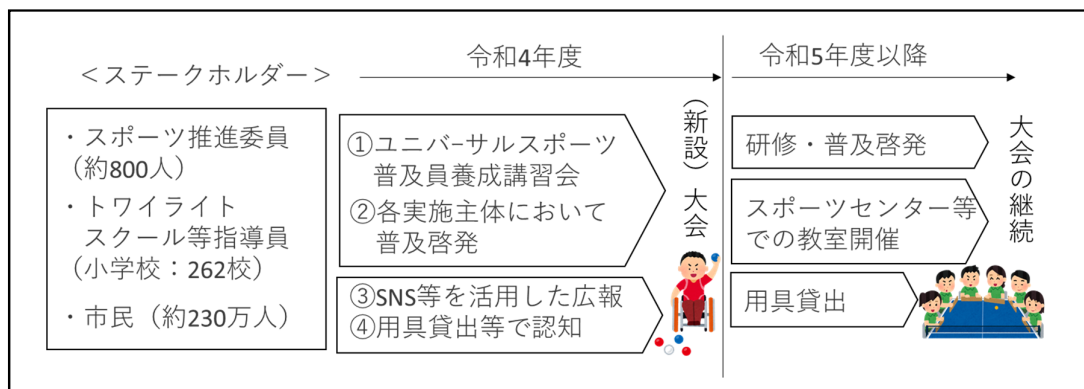 ＜ステークホルダー＞
・スポーツ推進委員
（約800人）
・トワイライト
スクール等指導員
（小学校：262校）
・市民（約230万人）
令和4年度
①ユニバｰサルスポーツ
普及員養成講習会
②各実施主体において
普及啓発
③SNS等を活用した広報
④用具貸出等で認知
（新設）大会
令和5年度以降
研修・普及啓発
スポーツセンター等
での教室開催
用具貸出
大会の継続